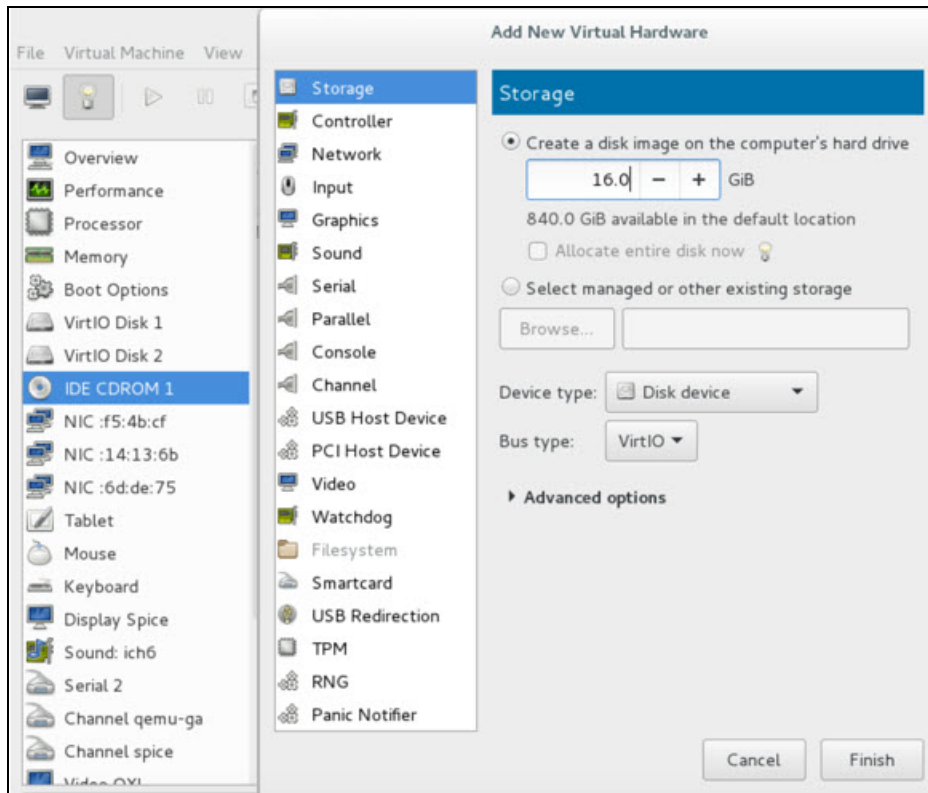 Add New Virtual Hardware
File Virtual Machine View
Overview
Performance
Processor
Memory
Boot Options
VirtIO Disk 1
VirtIO Disk 2
IDE CDROM 1
NIC :f5:4b:cf
NIC :14:13:6b
NIC :6d:de:75
Tablet
Mouse
Keyboard
Display Spice
Sound: ich6
Serial 2
Channel qemu-ga
Channel spice
Video QXL
Storage
Controller
Network
Input
Graphics
Sound
Serial
Parallel
Console
Channel
USB Host Device
PCI Host Device
Video
Watchdog
Filesystem
Smartcard
USB Redirection
TPM
RNG
Panic Notifier
Storage
Create a disk image on the computer's hard drive
16.0 − + GiB
840.0 GiB available in the default location
Allocate entire disk now
Select managed or other existing storage
Browse...
Device type: Disk device
Bus type: VirtIO
Advanced options
Cancel Finish